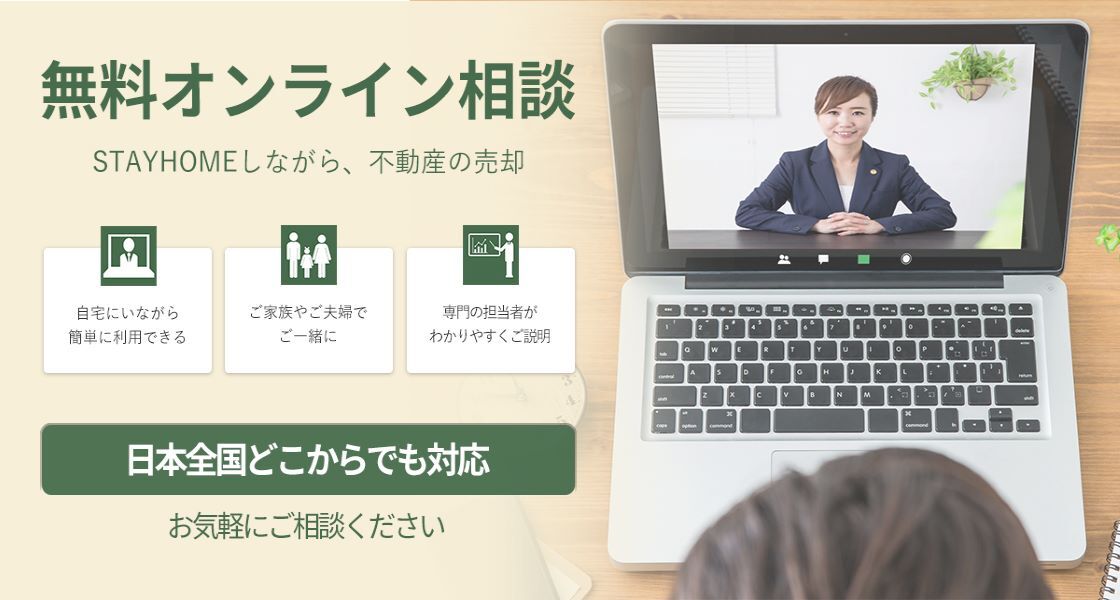 無料オンライン相談
STAYHOMEしながら、不動産の売却
自宅にいながら
簡単に利用できる
ご家族やご夫婦で
ご一緒に
専門の担当者が
わかりやすくご説明
日本全国どこからでも対応
お気軽にご相談ください